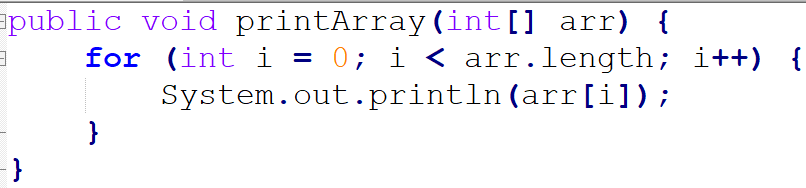 public void printArray(int[] arr) {
    for (int i = 0; i < arr.length; i++) {
        System.out.println(arr[i]);
    }
}